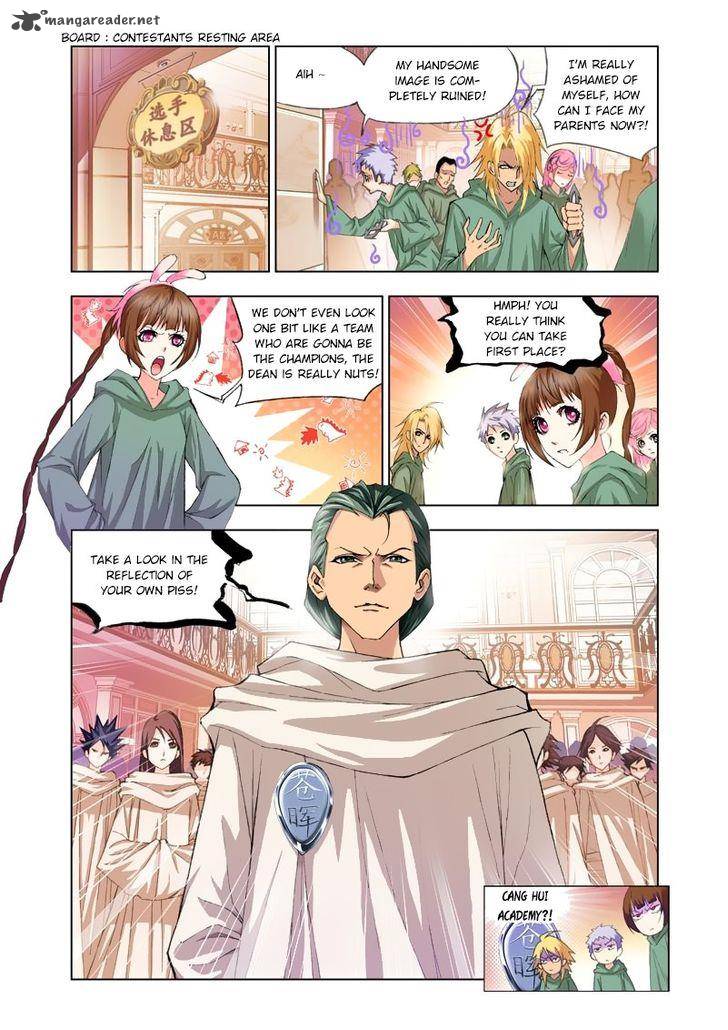 mangareader.net
BOARD : CONTESTANTS RESTING AREA
选手
休息区
AIH ~
MY HANDSOME
IMAGE IS COM-
PLETELY RUINED!
I'M REALLY
ASHAMED OF
MYSELF, HOW
CAN I FACE MY
PARENTS NOW?!
WE DON'T EVEN LOOK
ONE BIT LIKE A TEAM
WHO ARE GONNA BE
THE CHAMPIONS, THE
DEAN IS REALLY NUTS!
HMPH! YOU
REALLY THINK
YOU CAN TAKE
FIRST PLACE?
TAKE A LOOK IN THE
REFLECTION OF
YOUR OWN PISS!
苍
晖
CANG HUI
ACADEMY?!
苍
晖